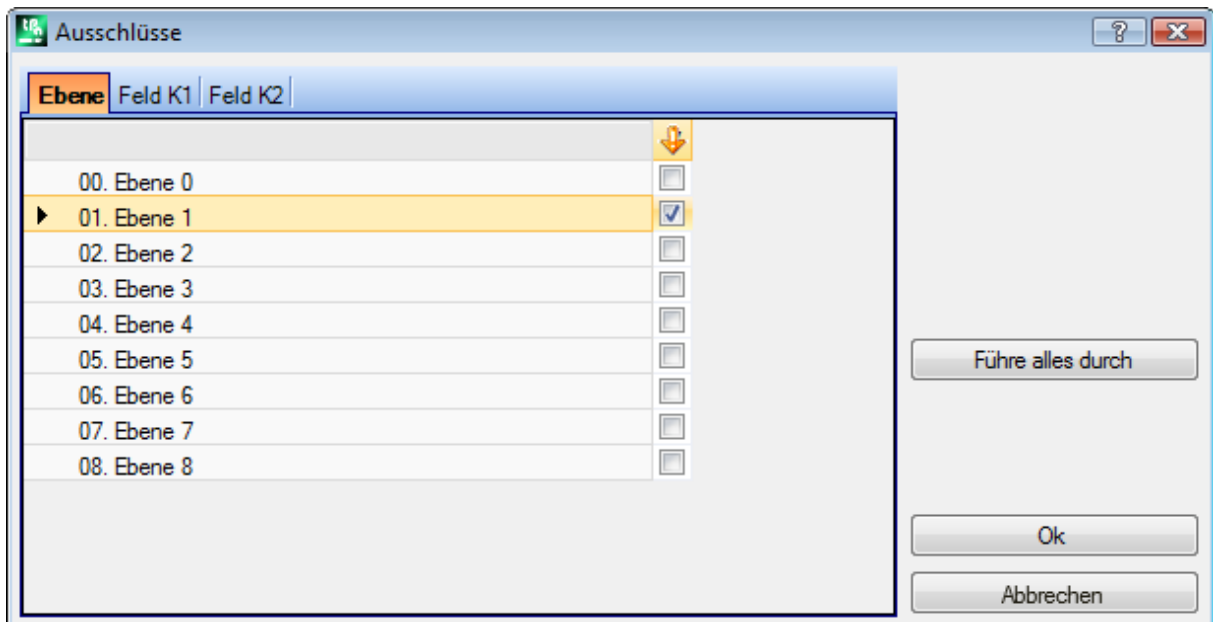 Ausschlüsse
Ebene Feld K1 Feld K2
00. Ebene 0
01. Ebene 1
02. Ebene 2
03. Ebene 3
04. Ebene 4
05. Ebene 5
06. Ebene 6
07. Ebene 7
08. Ebene 8
Führe alles durch
Ok
Abbrechen